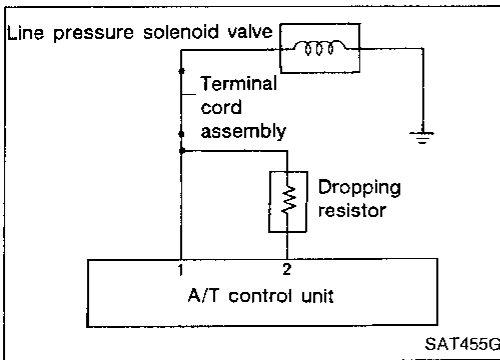 Line pressure solenoid valve
Terminal
cord
assembly
Dropping
resistor
1 2
A/T control unit
SAT455G